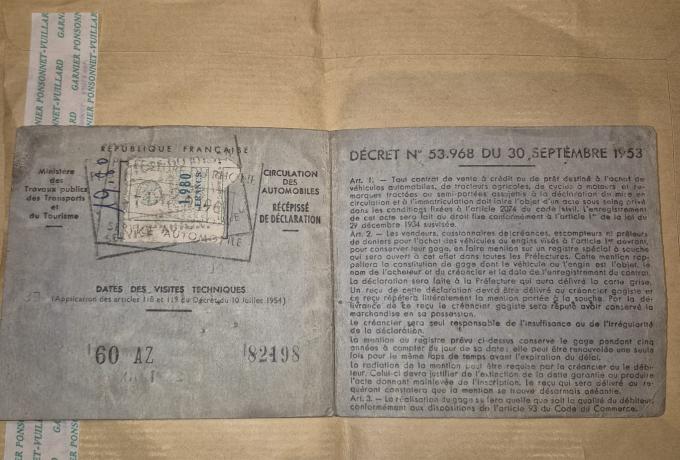 GARNIER PONSONNET-VUILLARD
GARNIER PONSONNET-VUILLARD
RÉPUBLIQUE FRANÇAISE
Ministère
des
Travaux publics
des Transports
et du
Tourisme
1,980
FRANCS
SERVICE AUTOMOBILE
CIRCULATION
DES
AUTOMOBILES
RÉCÉPISSÉ
DE DÉCLARATION
DATES DES VISITES TECHNIQUES
(Application des articles 118 et 119 du Décret du 10 Juillet 1954)
60 AZ 82498
DÉCRET N° 53.968 DU 30 SEPTEMBRE 1953
Art. 1. — Tout contrat de vente à crédit ou de prêt destiné à l'achat de
véhicules automobiles, de tracteurs agricoles, de cycles à moteurs et re-
morques tractées ou semi-portées assujettis à la déclaration de mise en
circulation et à l'immatriculation doit faire l'objet d'un acte sous seing privé
dans les conditions fixées à l'article 2074 du code civil. L'enregistrement
de cet acte sera fait au droit fixe conformément à l'article 1er de la loi du
29 décembre 1934 susvisée.
Art. 2. — Les vendeurs, cessionnaires de créances, escompteurs ni prêteurs
de deniers pour l'achat des véhicules ou engins visés à l'article 1er devront,
pour conserver leur gage, en faire mention sur un registre spécial à souche
qui sera ouvert à cet effet dans toutes les Préfectures. Cette mention rap-
pellera la constitution de gage dont le véhicule ou l'engin est l'objet, le
nom de l'acheteur et du créancier et la date de l'enregistrement du contrat.
La déclaration sera faite à la Préfecture qui aura délivré la carte grise.
Un reçu de cette déclaration devra être délivré au créancier gagiste et
ce reçu répétera littéralement la mention portée à la souche. Par la dé-
livrance de ce reçu le créancier gagiste sera réputé avoir conservé la
marchandise en sa possession.
Le créancier sera seul responsable de l'insuffisance ou de l'irrégularité
de la déclaration.
La mention au registre prévu ci-dessus conserve le gage pendant cinq
années à compter du jour de sa date; elle peut être renouvelée une seule
fois pour le même laps de temps avant l'expiration du délai.
La radiation de la mention peut être requise par le créancier ou le débi-
teur. Celui-ci devra justifier de l'extinction de la dette garantie ou produire
l'acte donnant mainlevée de l'inscription. Le reçu qui sera délivré au re-
quérant constatera que la mention se trouve désormais anéantie.
Art. 3. — La réalisation du gage se fera quelle que soit la qualité du débiteur,
conformément aux dispositions de l'article 93 du Code du Commerce.